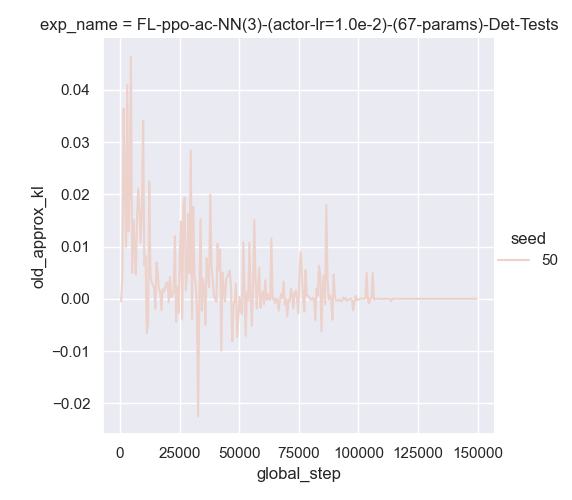 exp_name = FL-ppo-ac-NN(3)-(actor-lr=1.0e-2)-(67-params)-Det-Tests
0.04
0.03
0.02
0.01
0.00
−0.01
−0.02
old_approx_kl
seed
50
0 25000 50000 75000 100000 125000 150000
global_step